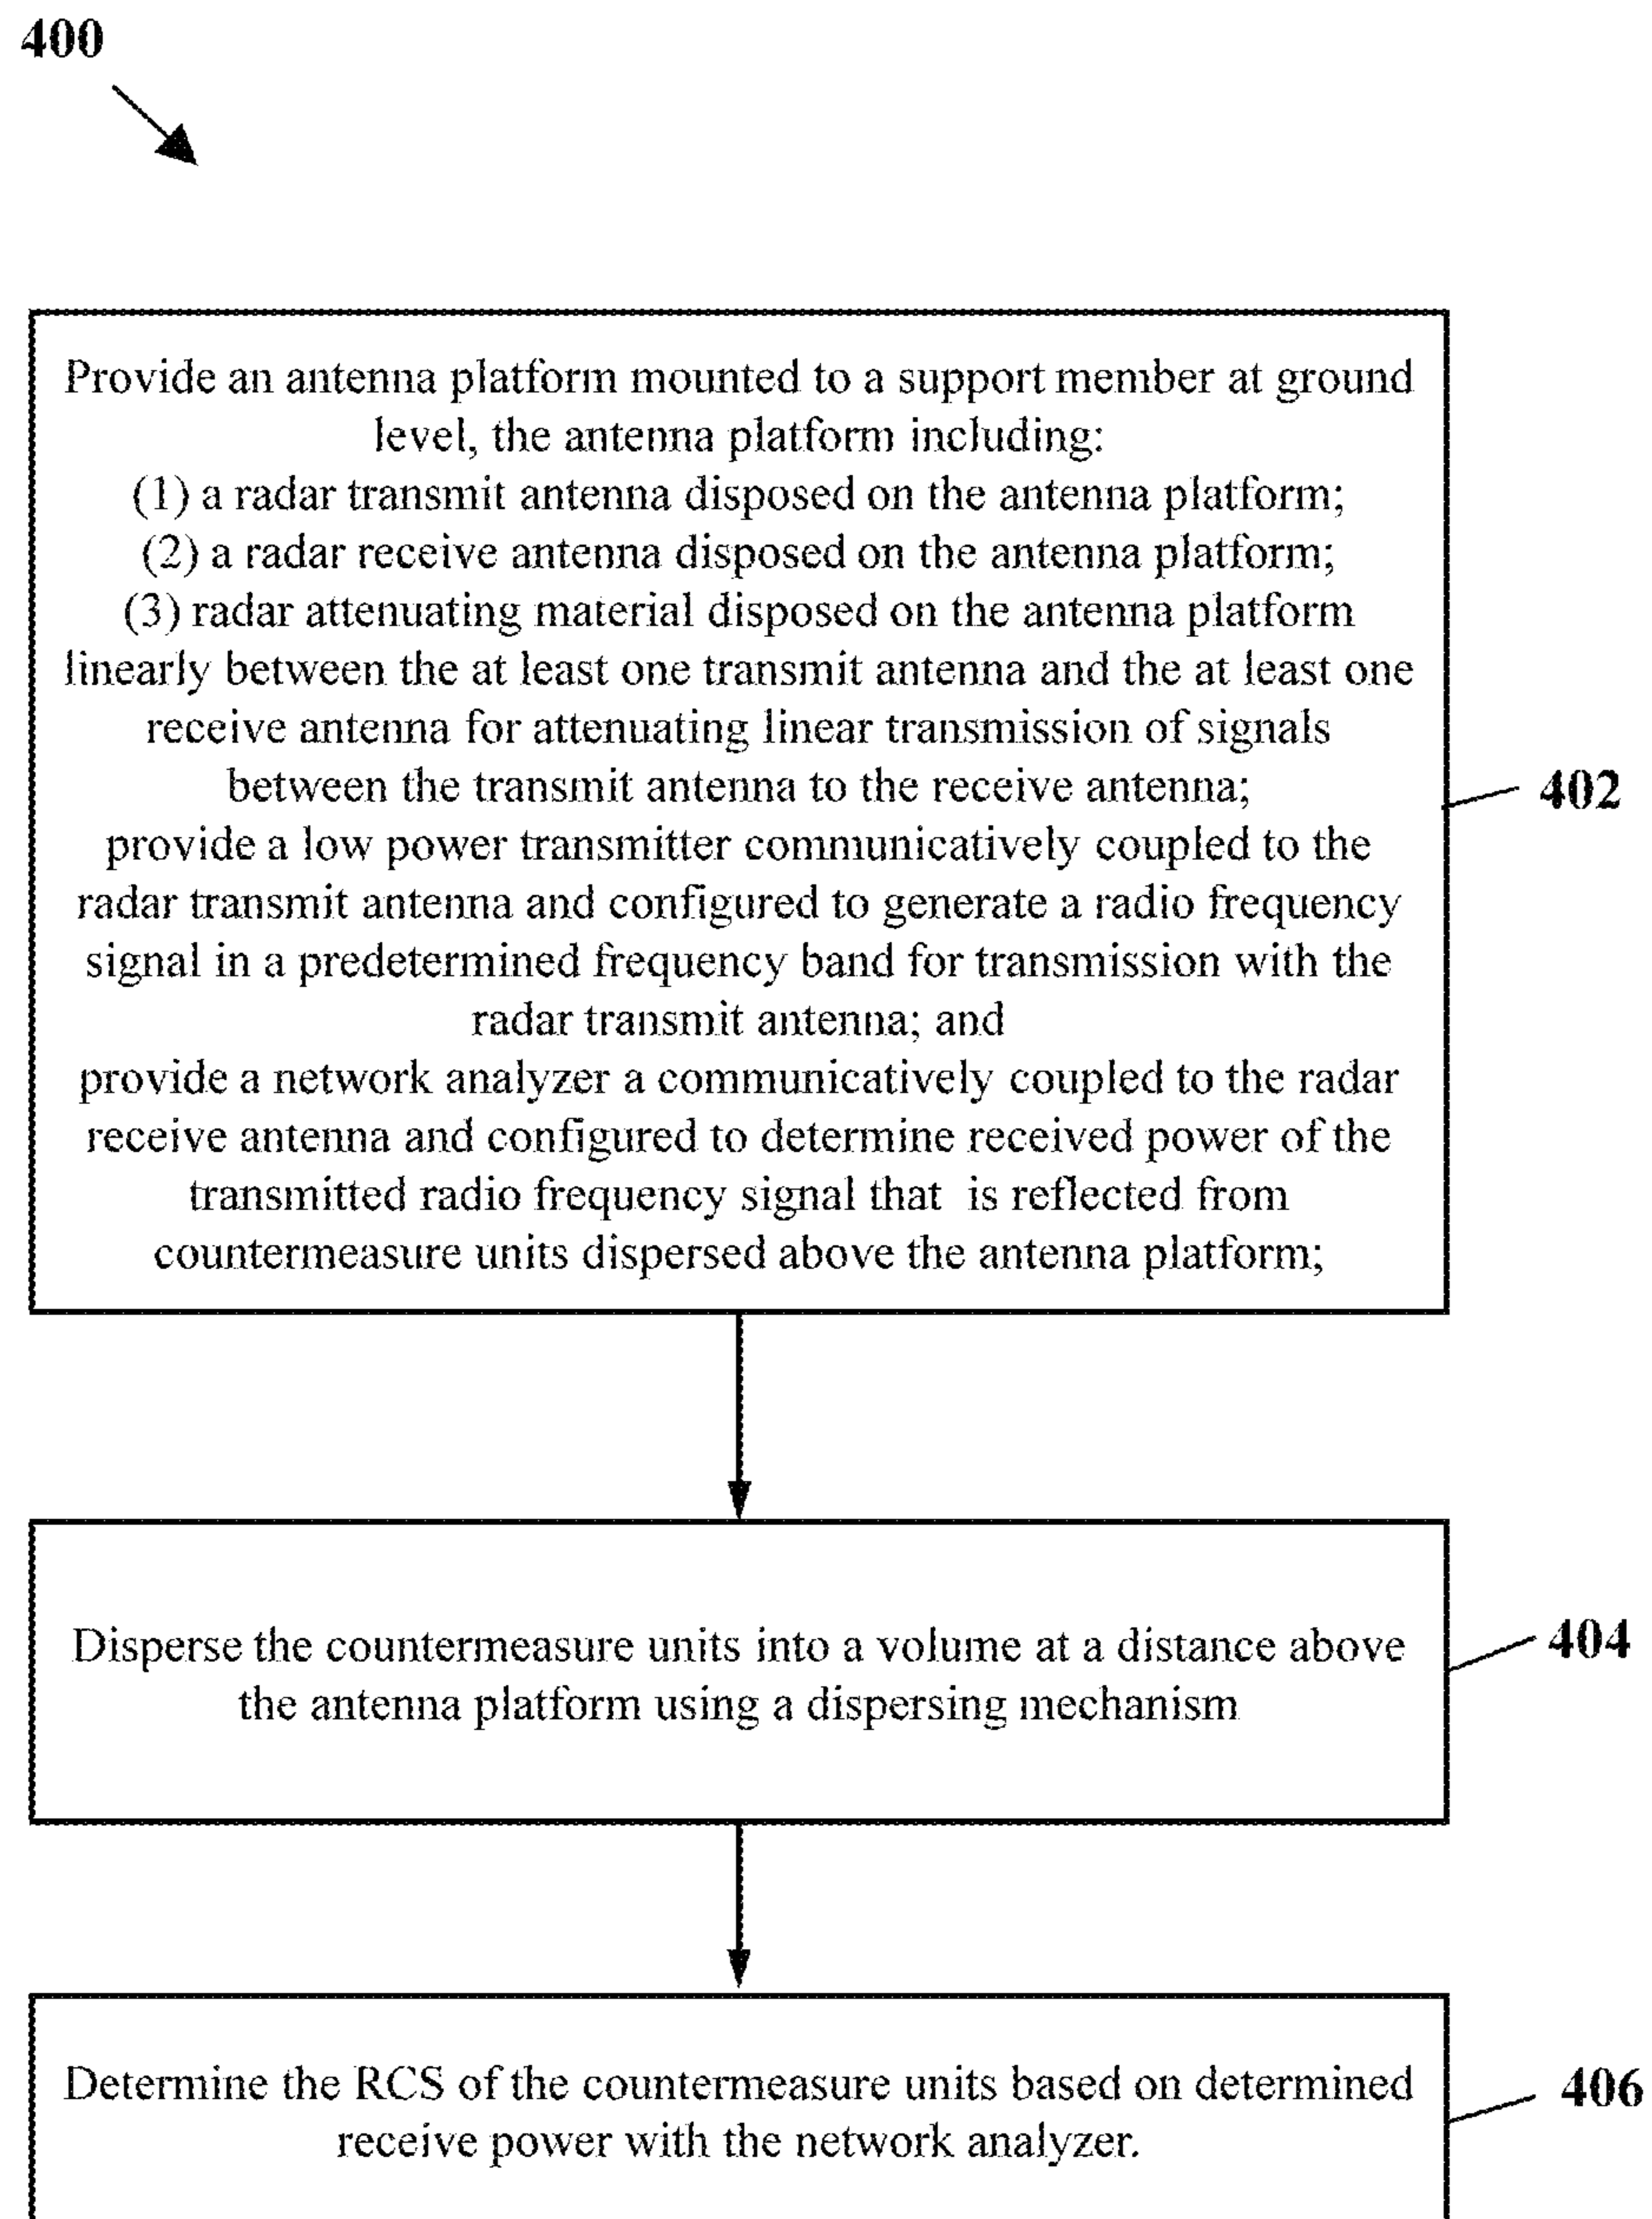 400
Provide an antenna platform mounted to a support member at ground
level, the antenna platform including:
(1) a radar transmit antenna disposed on the antenna platform;
(2) a radar receive antenna disposed on the antenna platform;
(3) radar attenuating material disposed on the antenna platform
linearly between the at least one transmit antenna and the at least one
receive antenna for attenuating linear transmission of signals
between the transmit antenna to the receive antenna;
provide a low power transmitter communicatively coupled to the
radar transmit antenna and configured to generate a radio frequency
signal in a predetermined frequency band for transmission with the
radar transmit antenna; and
provide a network analyzer a communicatively coupled to the radar
receive antenna and configured to determine received power of the
transmitted radio frequency signal that is reflected from
countermeasure units dispersed above the antenna platform;
402
Disperse the countermeasure units into a volume at a distance above
the antenna platform using a dispersing mechanism
404
Determine the RCS of the countermeasure units based on determined
receive power with the network analyzer.
406